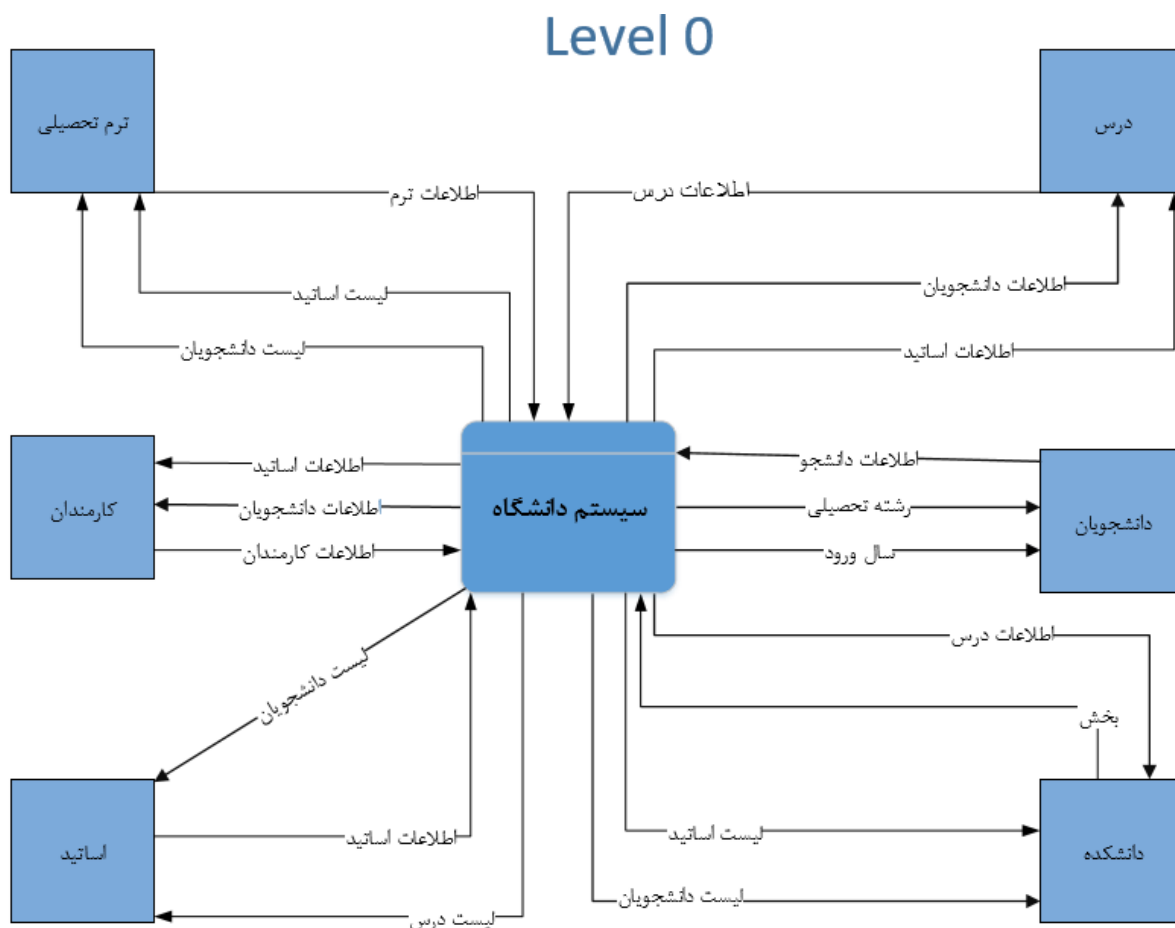 Level 0
درس
ترم تحصیلی
اطلاعات درس
اطلاعات ترم
اطلاعات دانشجویان
لیست اساتید
اطلاعات اساتید
لیست دانشجویان
دانشجویان
اطلاعات دانشجو
رشته تحصیلی
سال ورود
سیستم دانشگاه
اطلاعات اساتید
اطلاعات دانشجویان
اطلاعات کارمندان
کارمندان
اطلاعات درس
بخش
لیست اساتید
لیست دانشجویان
دانشکده
لیست دانشجویان
اطلاعات اساتید
لیست درس
اساتید